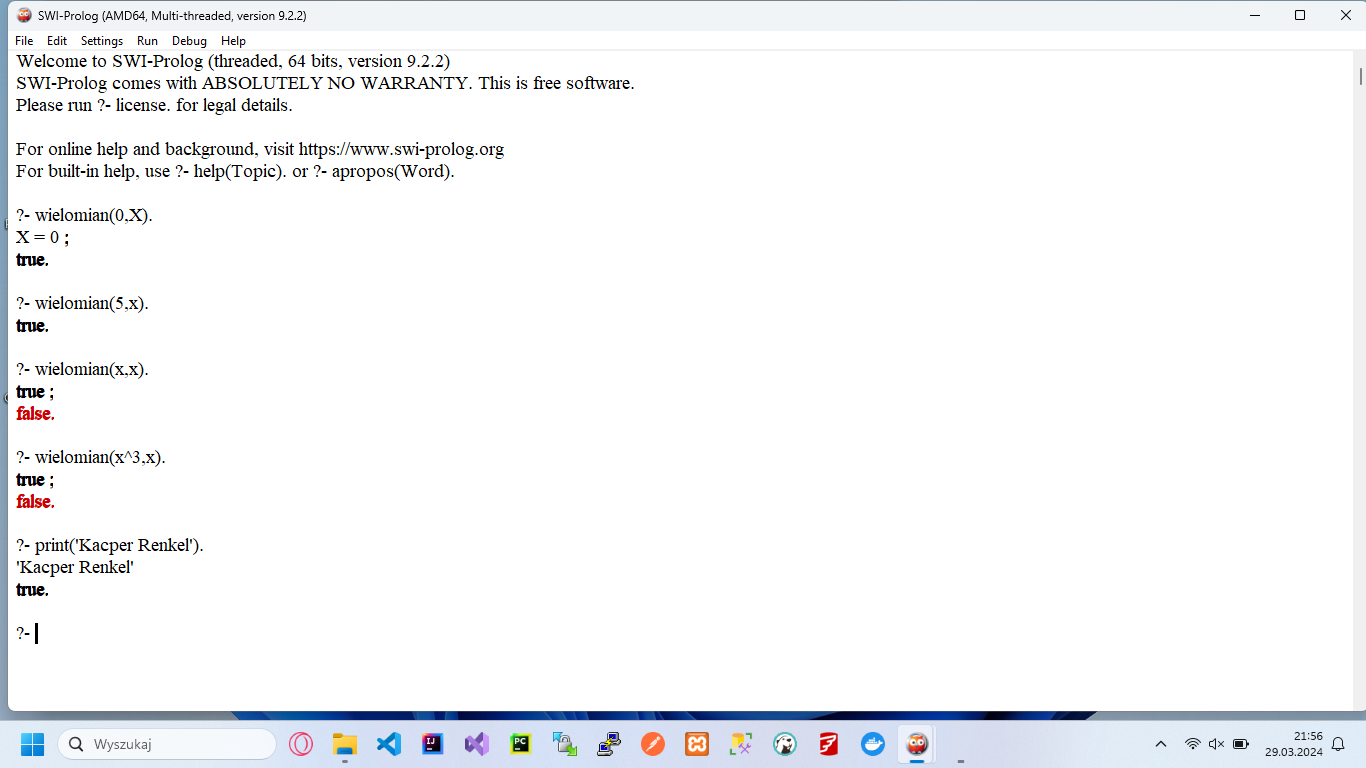 SWI-Prolog (AMD64, Multi-threaded, version 9.2.2)
File Edit Settings Run Debug Help
Welcome to SWI-Prolog (threaded, 64 bits, version 9.2.2)
SWI-Prolog comes with ABSOLUTELY NO WARRANTY. This is free software.
Please run ?- license. for legal details.
For online help and background, visit https://www.swi-prolog.org
For built-in help, use ?- help(Topic). or ?- apropos(Word).
?- wielomian(0,X).
X = 0 ;
true.
?- wielomian(5,x).
true.
?- wielomian(x,x).
true ;
false.
?- wielomian(x^3,x).
true ;
false.
?- print('Kacper Renkel').
'Kacper Renkel'
true.
?-
Wyszukaj
21:56
29.03.2024